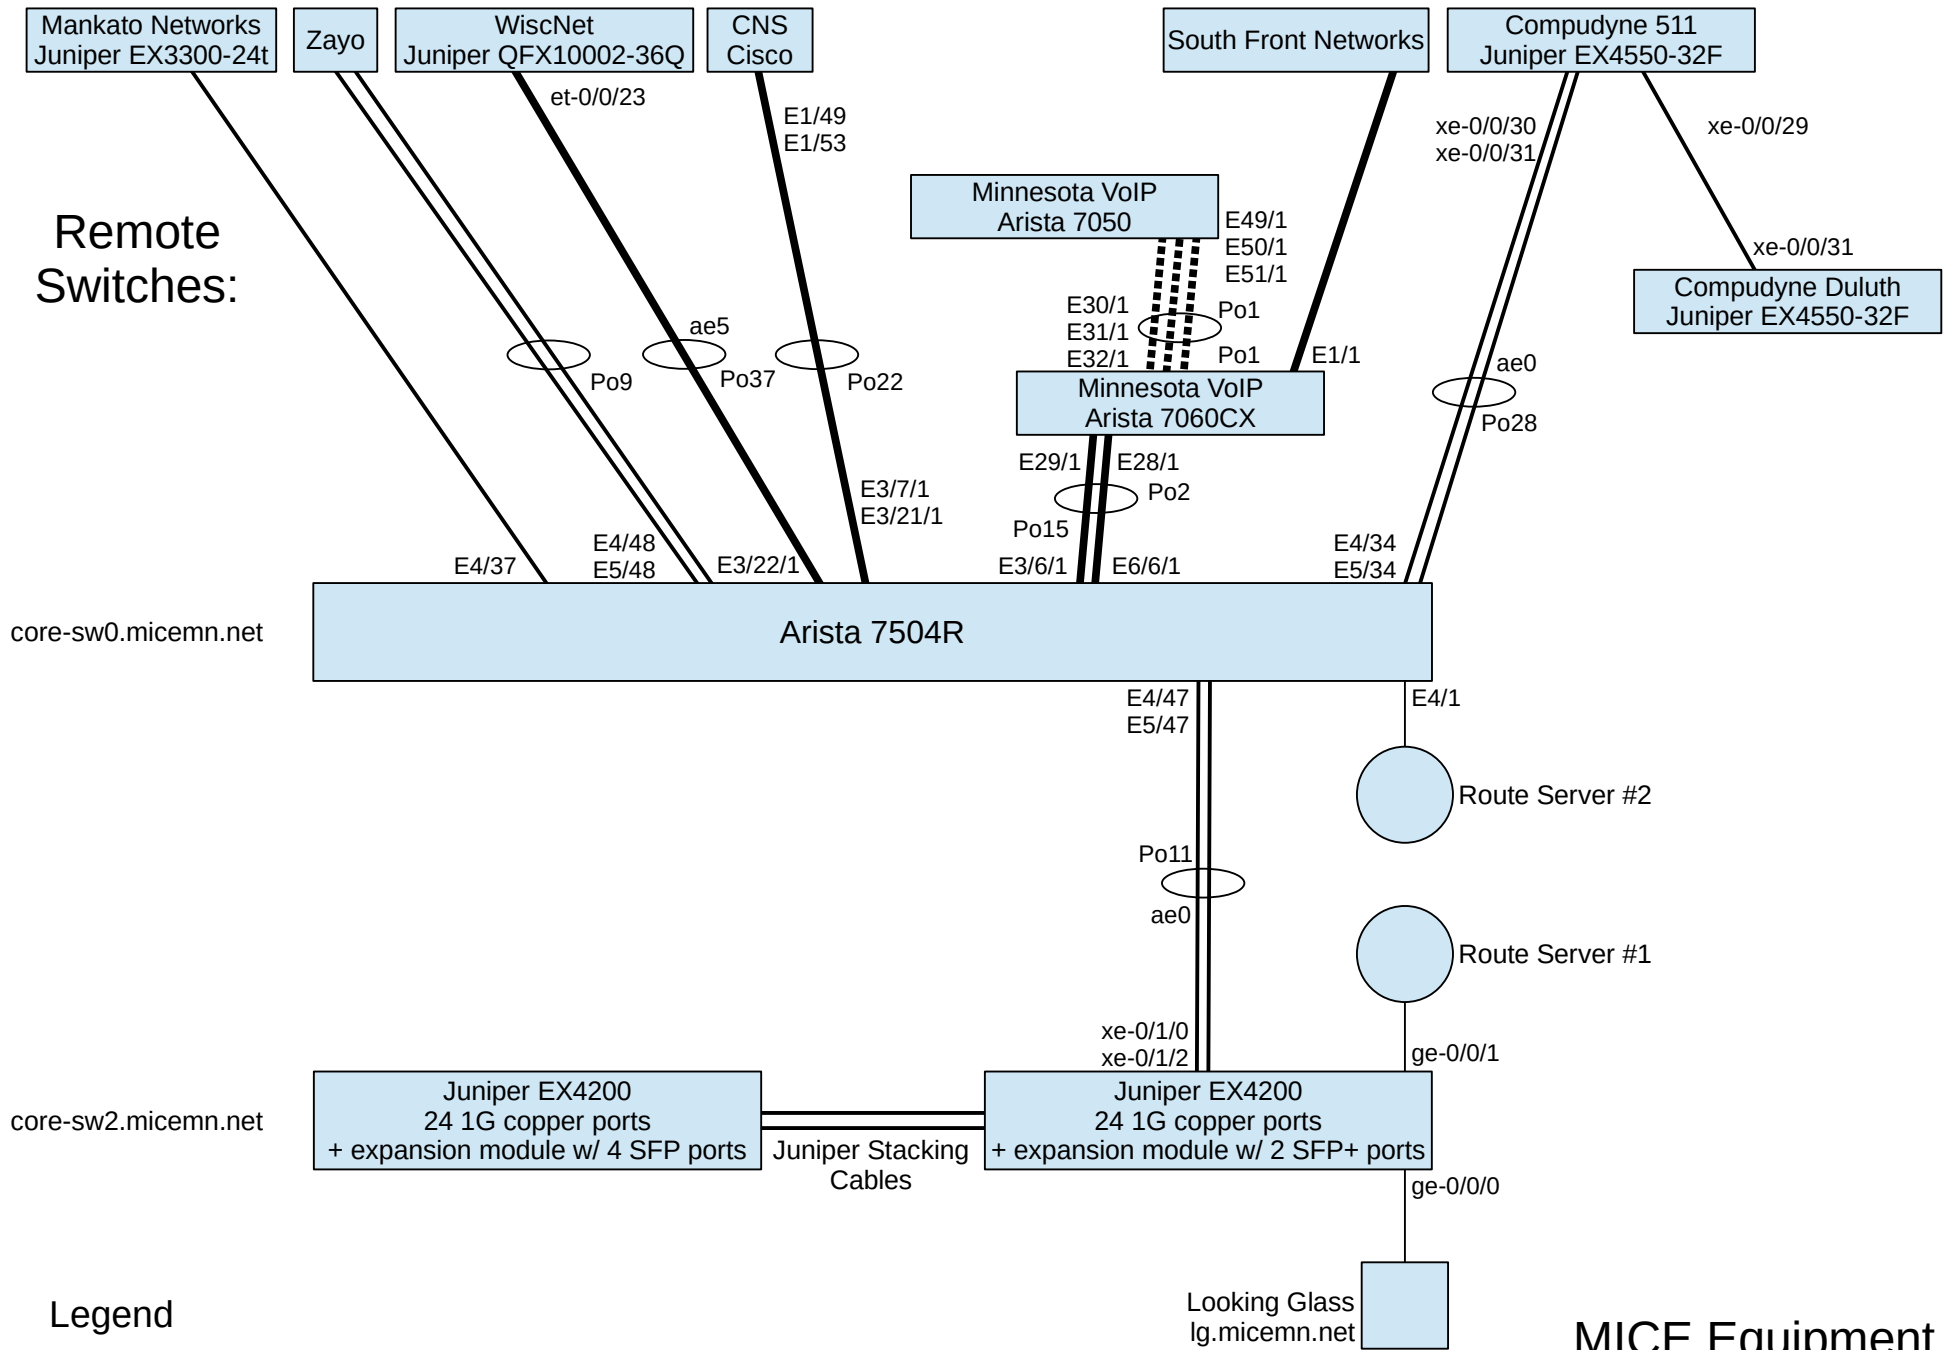 Mankato Networks
Juniper EX3300-24t
Zayo
WiscNet
Juniper QFX10002-36Q
CNS
Cisco
South Front Networks
Compudyne 511
Juniper EX4550-32F
et-0/0/23
E1/49
E1/53
xe-0/0/30
xe-0/0/31
xe-0/0/29
Minnesota VoIP
Arista 7050
E49/1
E50/1
E51/1
Remote
Switches:
xe-0/0/31
Compudyne Duluth
Juniper EX4550-32F
E30/1
E31/1
E32/1
Po1
Po1
E1/1
ae5
Po9
Po37
Po22
ae0
Po28
Minnesota VoIP
Arista 7060CX
E29/1
E28/1
Po2
Po15
E3/7/1
E3/21/1
E4/37
E4/48
E5/48
E3/22/1
E3/6/1
E6/6/1
E4/34
E5/34
core-sw0.micemn.net
Arista 7504R
E4/47
E5/47
E4/1
Route Server #2
Po11
ae0
Route Server #1
xe-0/1/0
xe-0/1/2
ge-0/0/1
core-sw2.micemn.net
Juniper EX4200
24 1G copper ports
+ expansion module w/ 4 SFP ports
Juniper Stacking
Cables
Juniper EX4200
24 1G copper ports
+ expansion module w/ 2 SFP+ ports
ge-0/0/0
Looking Glass
lg.micemn.net
Legend
MICE Equipment